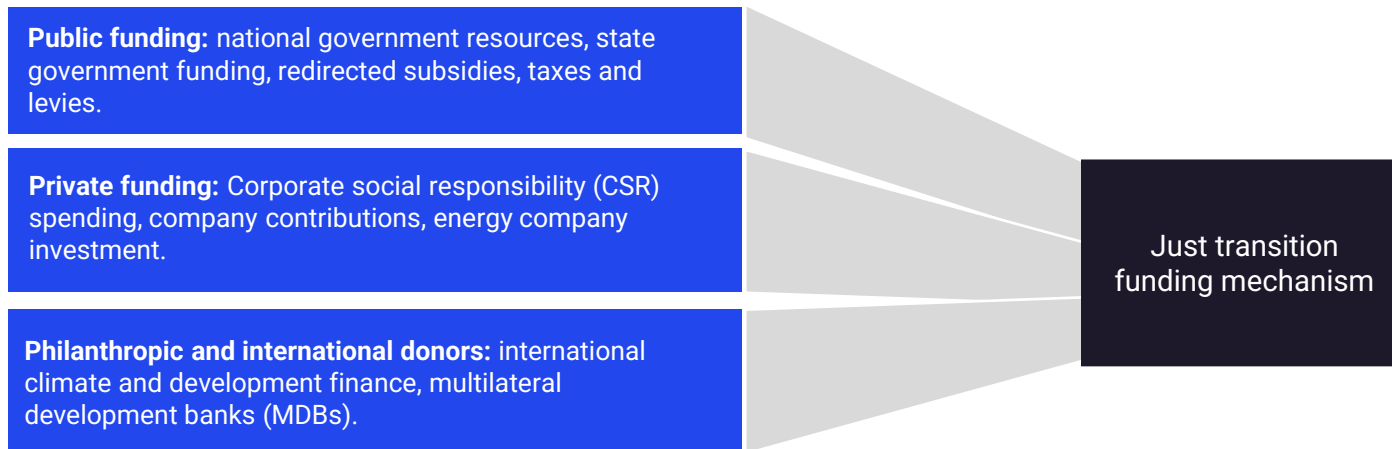 Public funding: national government resources, state
government funding, redirected subsidies, taxes and
levies.
Private funding: Corporate social responsibility (CSR)
spending, company contributions, energy company
investment.
Philanthropic and international donors: international
climate and development finance, multilateral
development banks (MDBs).
Just transition
funding mechanism